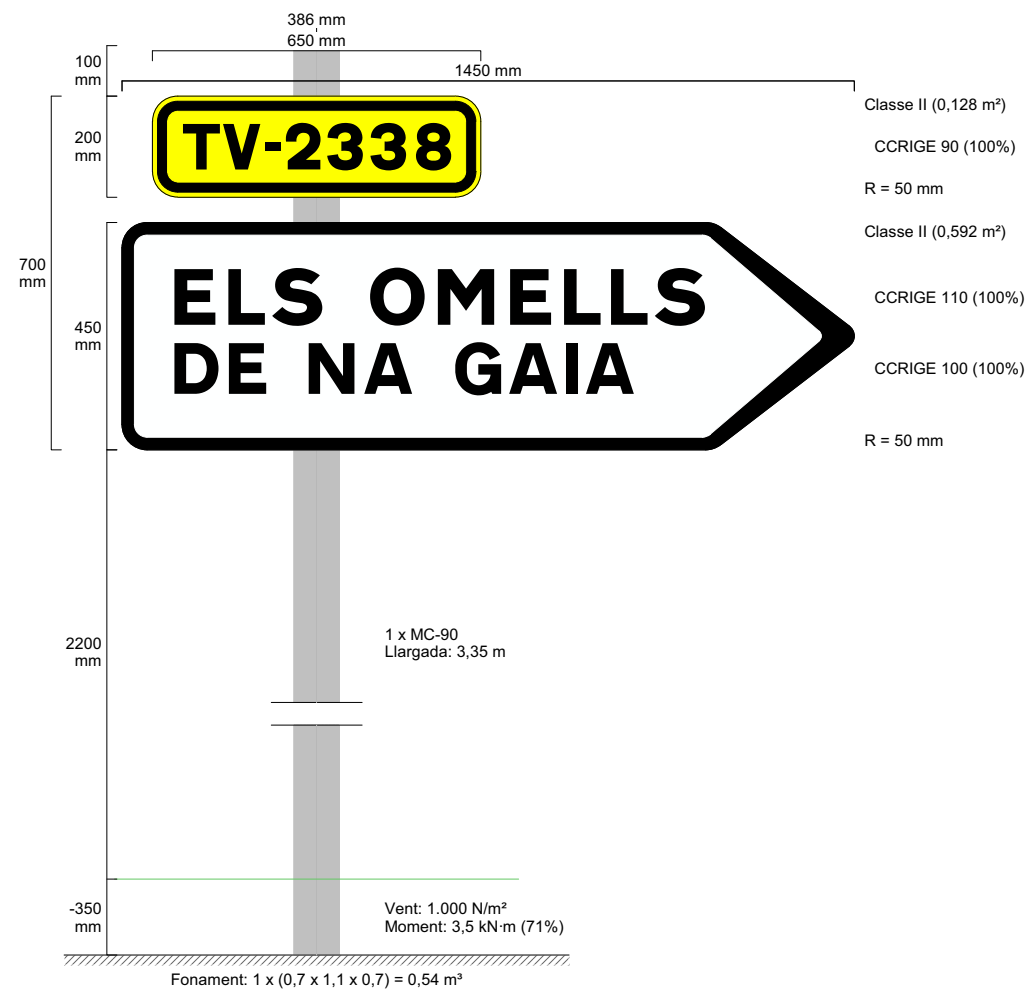 386 mm
650 mm
100
mm
1450 mm
Classe II (0,128 m²)
200
mm
TV-2338
CCRIGE 90 (100%)
R = 50 mm
Classe II (0,592 m²)
700
mm
ELS OMELLS
CCRIGE 110 (100%)
450
mm
DE NA GAIA
CCRIGE 100 (100%)
R = 50 mm
2200
mm
1 x MC-90
Llargada: 3,35 m
-350
mm
Vent: 1.000 N/m²
Moment: 3,5 kN·m (71%)
Fonament: 1 x (0,7 x 1,1 x 0,7) = 0,54 m³